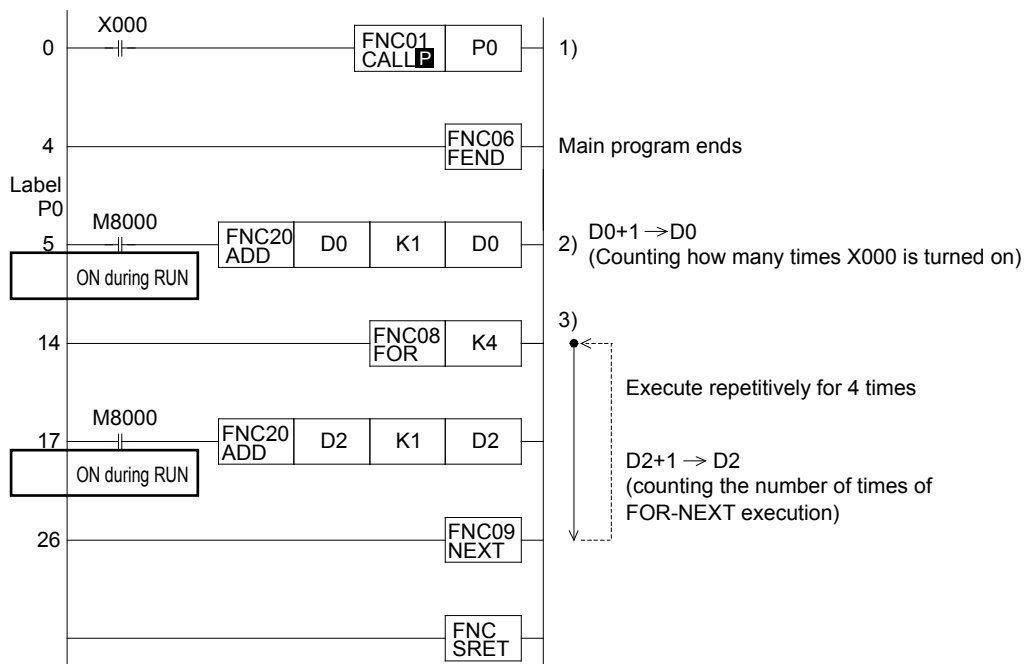 X000
0
FNC01
CALLP
P0
1)
4
FNC06
FEND
Main program ends
Label
P0
M8000
5
FNC20
ADD
D0
K1
D0
2)
D0+1 →D0
(Counting how many times X000 is turned on)
ON during RUN
3)
14
FNC08
FOR
K4
Execute repetitively for 4 times
M8000
17
FNC20
ADD
D2
K1
D2
ON during RUN
D2+1 → D2
(counting the number of times of
FOR-NEXT execution)
26
FNC09
NEXT
FNC
SRET